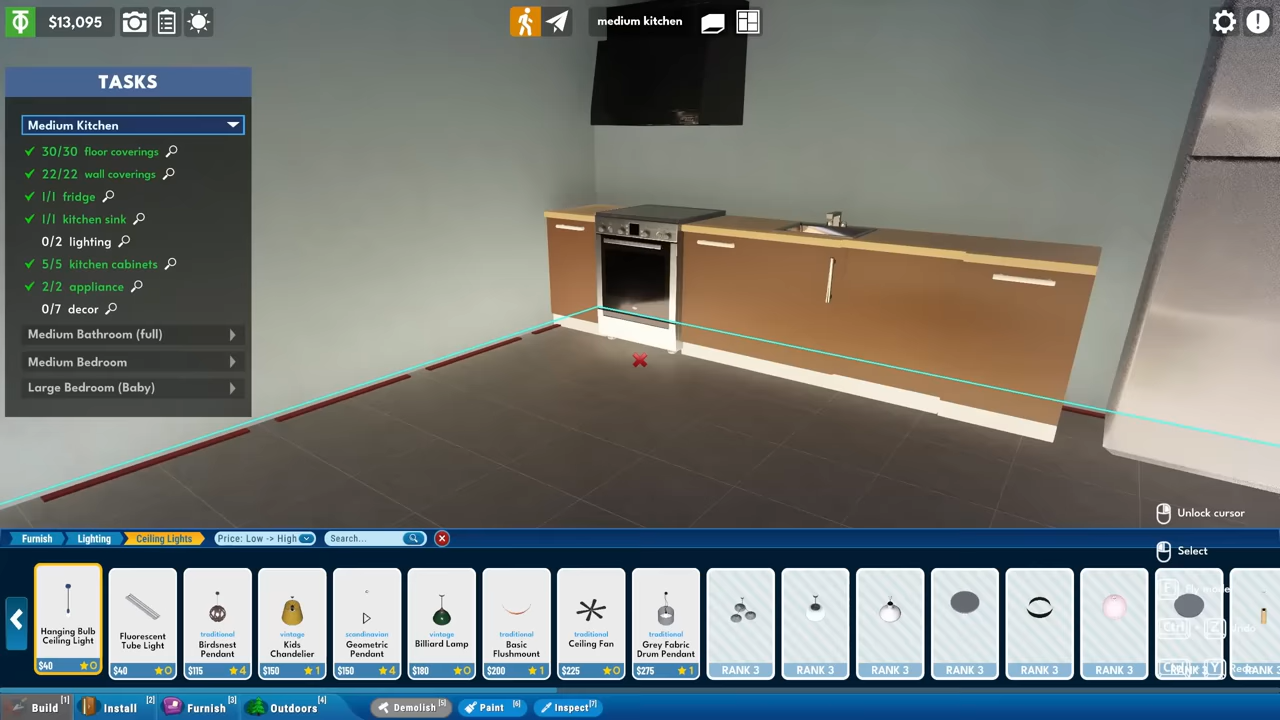 $13,095
medium kitchen
TASKS
Medium Kitchen
30/30 floor coverings
22/22 wall coverings
1/1 fridge
1/1 kitchen sink
0/2 lighting
5/5 kitchen cabinets
2/2 appliance
0/7 decor
Medium Bathroom (full)
Medium Bedroom
Large Bedroom (Baby)
Unlock cursor
Furnish
Lighting
Ceiling Lights
Price: Low -> High
Search...
Select
Hanging Bulb
Ceiling Light
$40
0
Fluorescent
Tube Light
$40
0
traditional
Birdsnest
Pendant
$115
4
vintage
Kids
Chandelier
$150
1
scandinavian
Geometric
Pendant
$150
4
vintage
Billiard Lamp
$180
0
traditional
Basic
Flushmount
$200
1
Ceiling Fan
$225
0
traditional
Grey Fabric
Drum Pendant
$275
1
RANK 3
RANK 3
RANK 3
RANK 3
RANK 3
RANK 3
Fly mode
Ctrl + Z Undo
Ctrl + Y
Build [1]
Install [2]
Furnish [3]
Outdoors [4]
Demolish [5]
Paint [6]
Inspect [7]